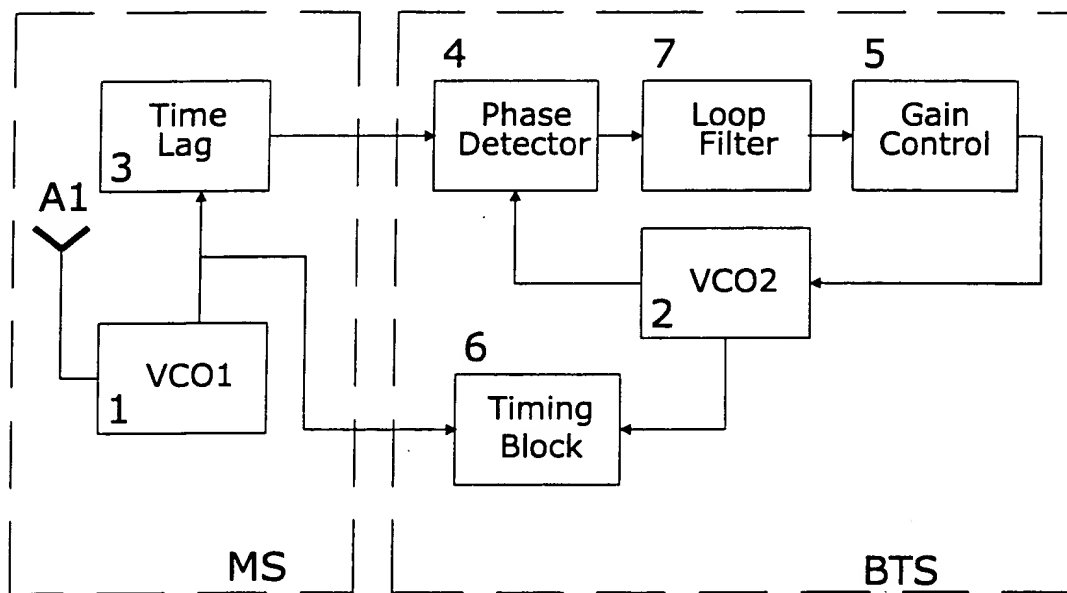 4
7
5
Time
Lag
3
Phase
Detector
Loop
Filter
Gain
Control
A1
VCO2
2
VCO1
1
6
Timing
Block
MS
BTS